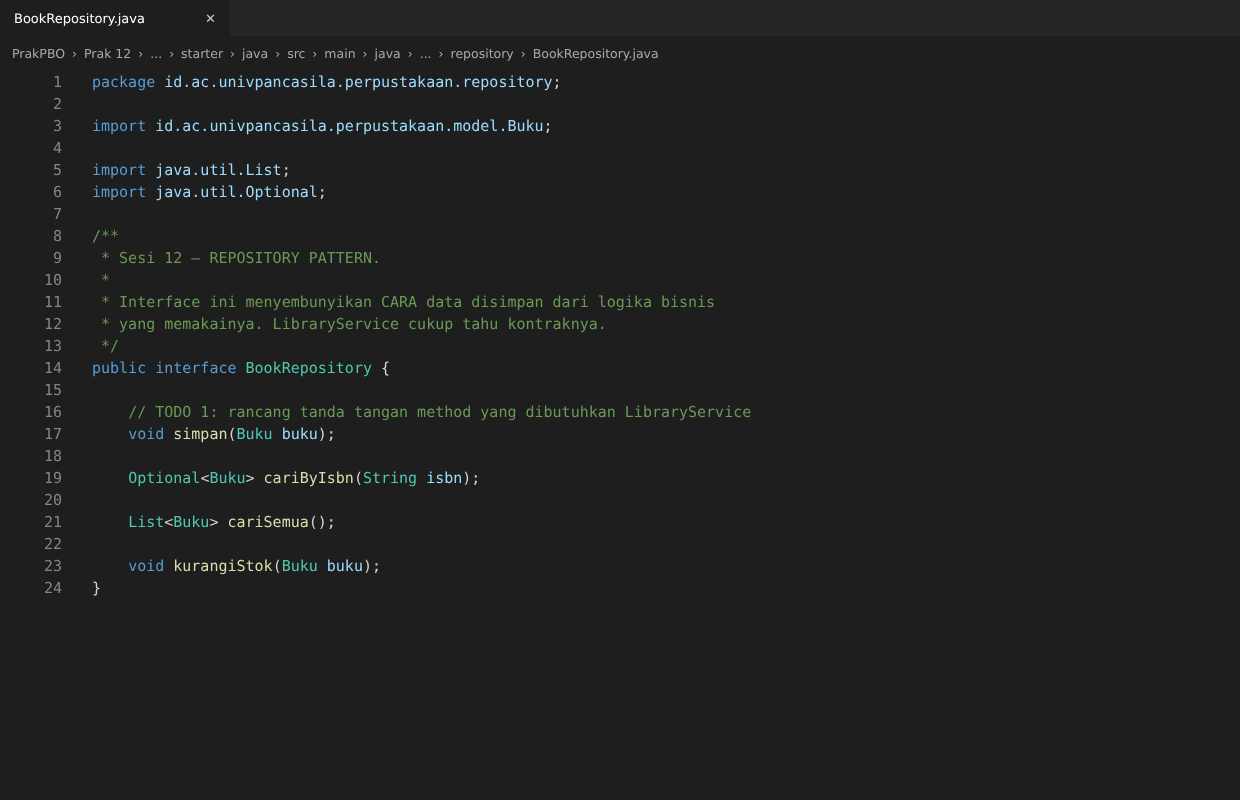 BookRepository.java ×
PrakPBO › Prak 12 › ... › starter › java › src › main › java › ... › repository › BookRepository.java
1 package id.ac.univpancasila.perpustakaan.repository;
2
3 import id.ac.univpancasila.perpustakaan.model.Buku;
4
5 import java.util.List;
6 import java.util.Optional;
7
8 /**
9  * Sesi 12 — REPOSITORY PATTERN.
10  *
11  * Interface ini menyembunyikan CARA data disimpan dari logika bisnis
12  * yang memakainya. LibraryService cukup tahu kontraknya.
13  */
14 public interface BookRepository {
15
16     // TODO 1: rancang tanda tangan method yang dibutuhkan LibraryService
17     void simpan(Buku buku);
18
19     Optional<Buku> cariByIsbn(String isbn);
20
21     List<Buku> cariSemua();
22
23     void kurangiStok(Buku buku);
24 }